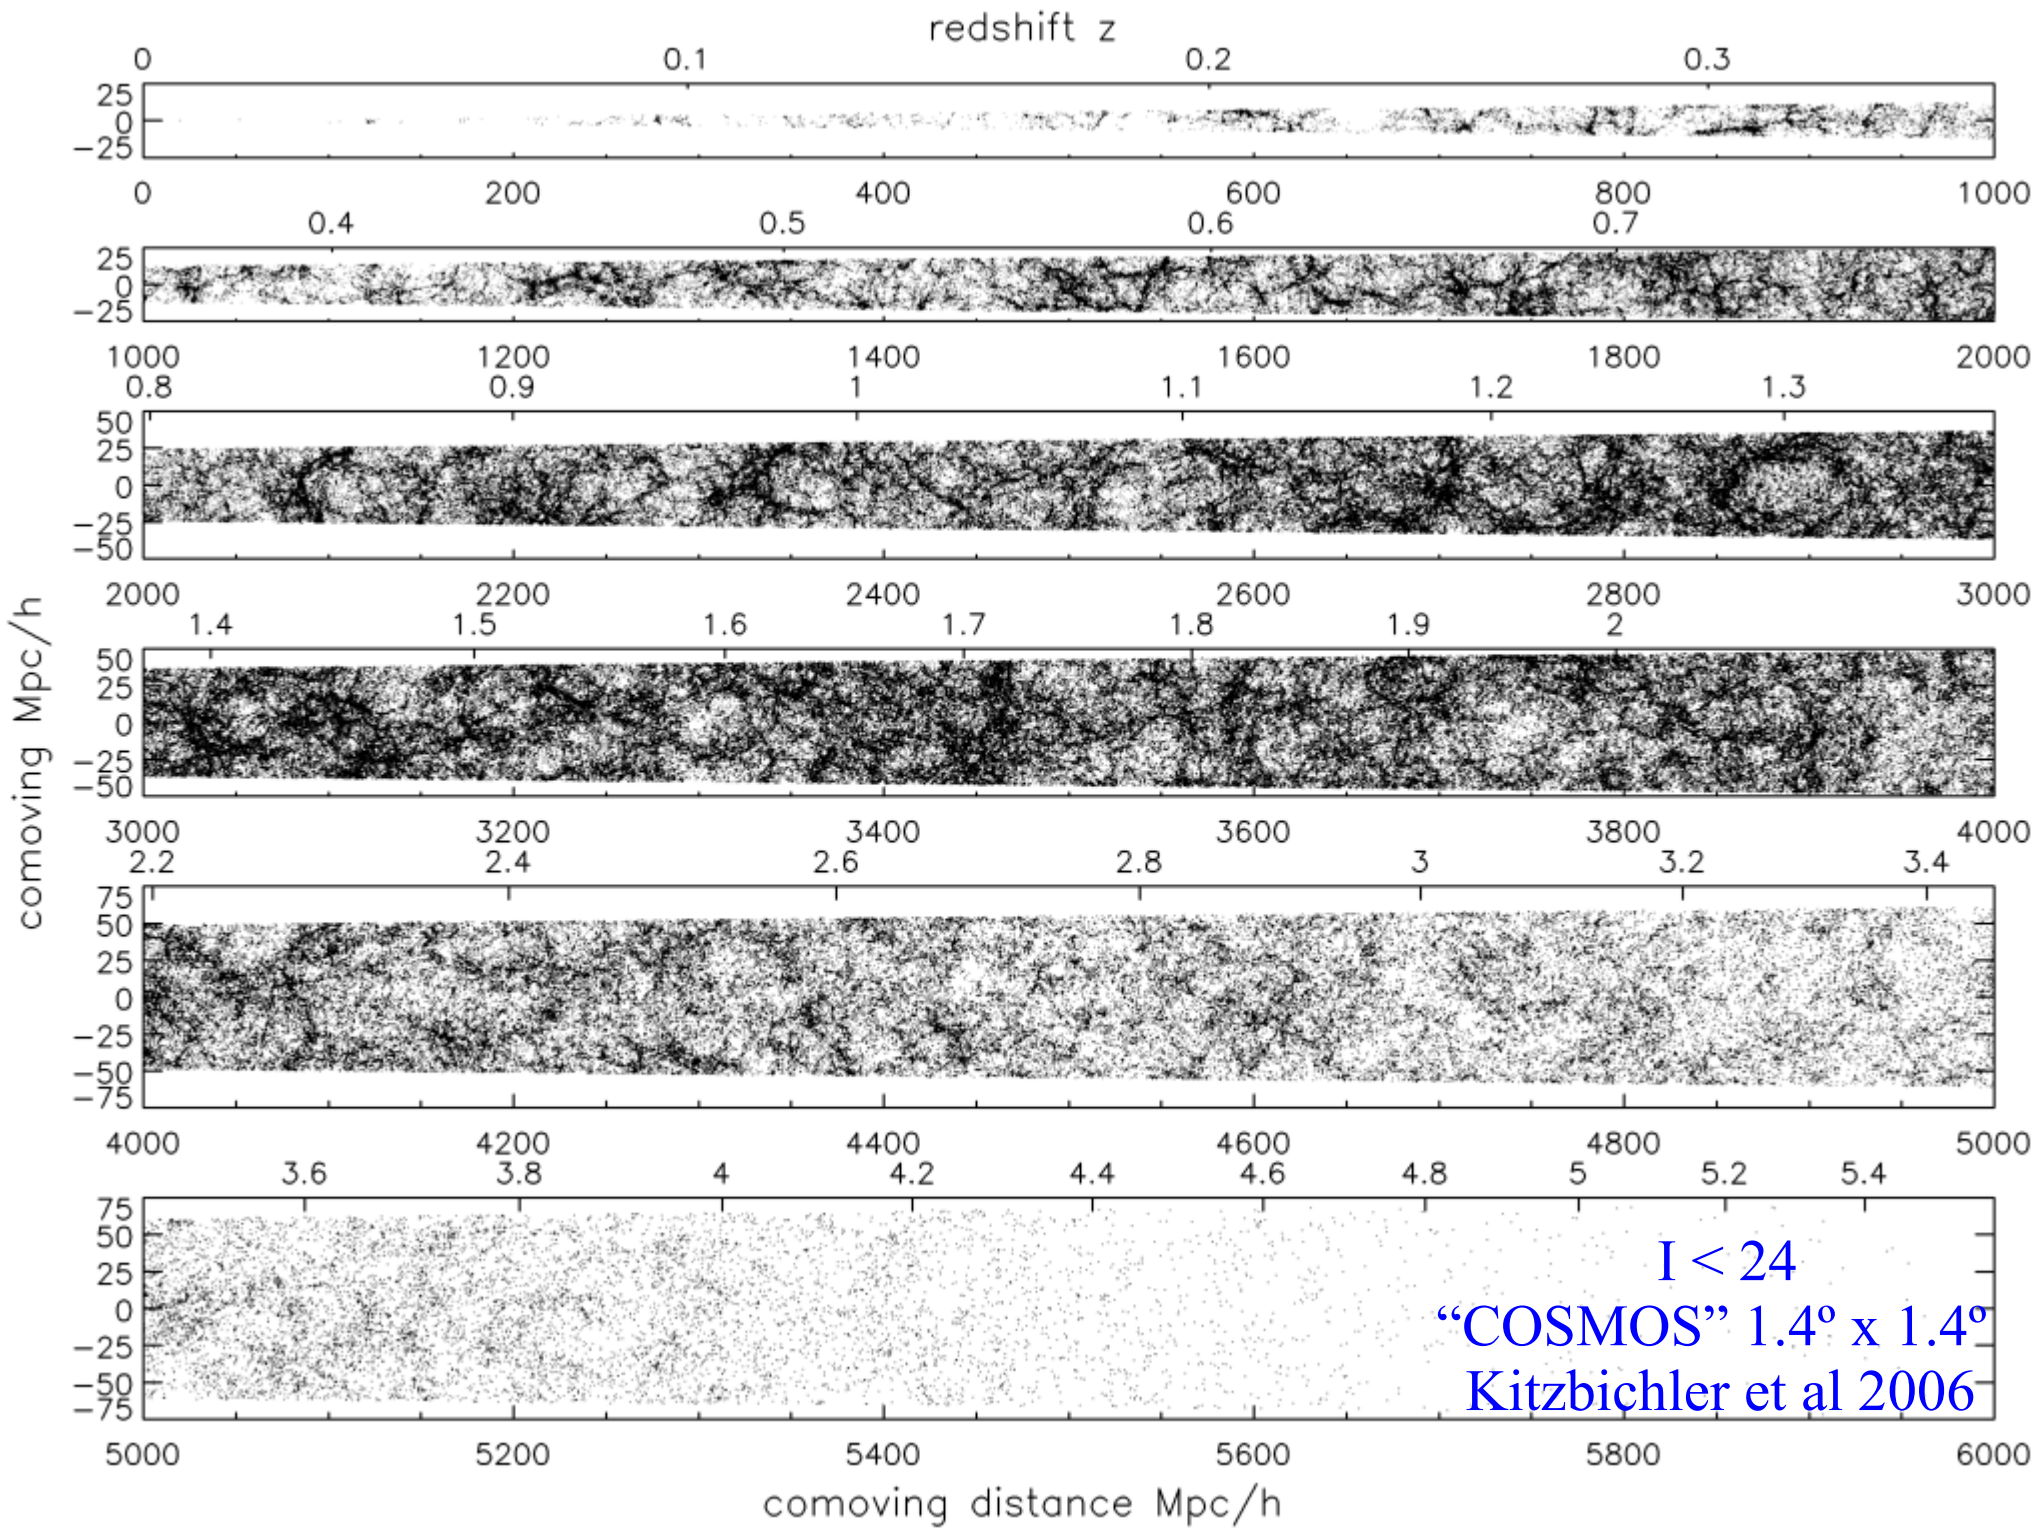 redshift z
0 0.1 0.2 0.3
25
0
−25
0 200 400 600 800 1000
0.4 0.5 0.6 0.7
25
0
−25
1000 1200 1400 1600 1800 2000
0.8 0.9 1 1.1 1.2 1.3
50
25
0
−25
−50
2000 2200 2400 2600 2800 3000
1.4 1.5 1.6 1.7 1.8 1.9 2
50
25
0
−25
−50
3000 3200 3400 3600 3800 4000
2.2 2.4 2.6 2.8 3 3.2 3.4
75
50
25
0
−25
−50
−75
4000 4200 4400 4600 4800 5000
3.6 3.8 4 4.2 4.4 4.6 4.8 5 5.2 5.4
75
50
25
0
−25
−50
−75
I < 24
“COSMOS” 1.4º x 1.4º
Kitzbichler et al 2006
5000 5200 5400 5600 5800 6000
comoving distance Mpc/h
comoving Mpc/h